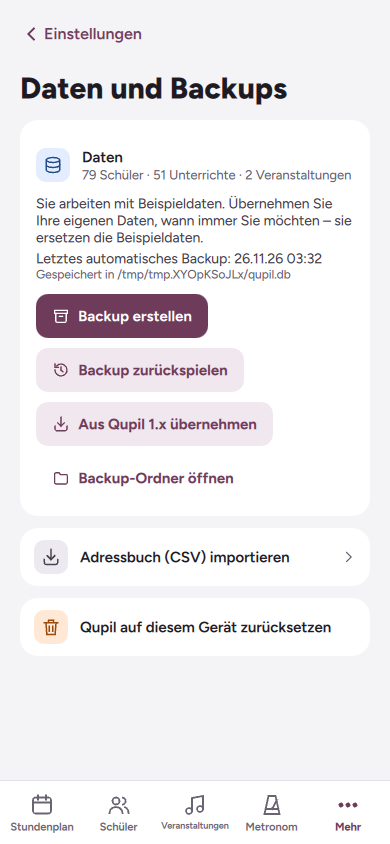 Einstellungen
Daten und Backups
Daten
79 Schüler · 51 Unterrichte · 2 Veranstaltungen
Sie arbeiten mit Beispieldaten. Übernehmen Sie
Ihre eigenen Daten, wann immer Sie möchten – sie
ersetzen die Beispieldaten.
Letztes automatisches Backup: 26.11.26 03:32
Gespeichert in /tmp/tmp.XYOpKSoJLx/qupil.db
Backup erstellen
Backup zurückspielen
Aus Qupil 1.x übernehmen
Backup-Ordner öffnen
Adressbuch (CSV) importieren
Qupil auf diesem Gerät zurücksetzen
Stundenplan
Schüler
Veranstaltungen
Metronom
Mehr